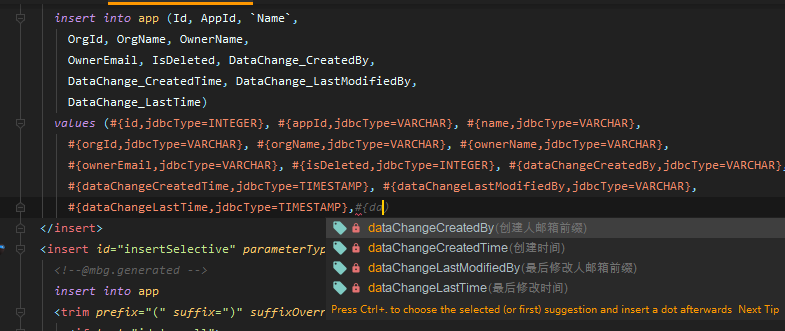 insert into app (Id, AppId, `Name`,
OrgId, OrgName, OwnerName,
OwnerEmail, IsDeleted, DataChange_CreatedBy,
DataChange_CreatedTime, DataChange_LastModifiedBy,
DataChange_LastTime)
values (#{id,jdbcType=INTEGER}, #{appId,jdbcType=VARCHAR}, #{name,jdbcType=VARCHAR},
#{orgId,jdbcType=VARCHAR}, #{orgName,jdbcType=VARCHAR}, #{ownerName,jdbcType=VARCHAR},
#{ownerEmail,jdbcType=VARCHAR}, #{isDeleted,jdbcType=INTEGER}, #{dataChangeCreatedBy,jdbcType=VARCHAR},
#{dataChangeCreatedTime,jdbcType=TIMESTAMP}, #{dataChangeLastModifiedBy,jdbcType=VARCHAR},
#{dataChangeLastTime,jdbcType=TIMESTAMP},#{da)
</insert>
dataChangeCreatedBy(创建人邮箱前缀)
<insert id="insertSelective" parameterTyp
dataChangeCreatedTime(创建时间)
<!--@mbg.generated -->
dataChangeLastModifiedBy(最后修改人邮箱前缀)
insert into app
dataChangeLastTime(最后修改时间)
<trim prefix="(" suffix=")" suffixOverr
Press Ctrl+. to choose the selected (or first) suggestion and insert a dot afterwards Next Tip